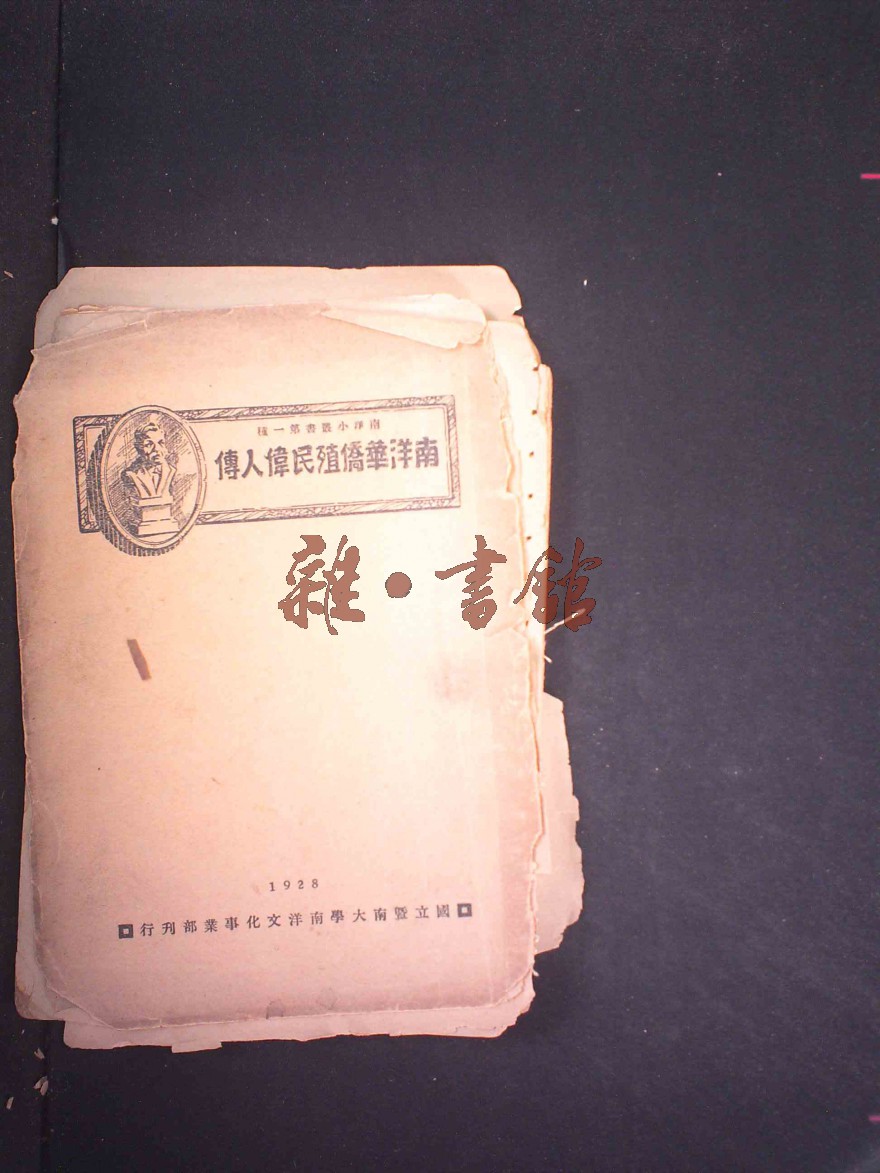 南洋小叢書第一種
南洋華僑殖民偉人傳
雜·書館
1928
國立暨南大學南洋文化事業部刊行